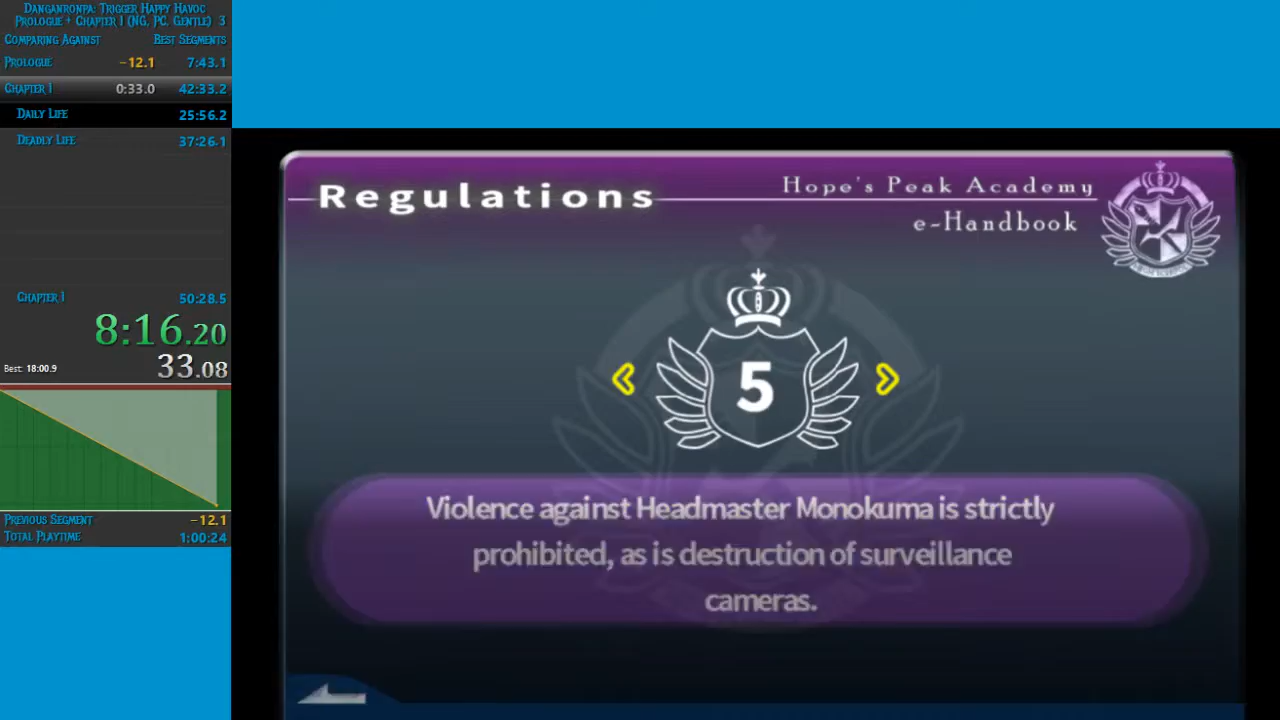 Danganronpa: Trigger Happy Havoc
Prologue + Chapter 1 (NG, PC, Gentle) 3
Comparing Against Best Segments
Prologue -12.1 7:43.1
Chapter 1 0:33.0 42:33.2
Daily Life 25:56.2
Deadly Life 37:26.1
Chapter 1 50:28.5
8:16.20
Best: 18:00.9 33.08
Previous Segment -12.1
Total Playtime 1:00:24
Regulations
Hope's Peak Academy
e-Handbook
5
Violence against Headmaster Monokuma is strictly
prohibited, as is destruction of surveillance
cameras.